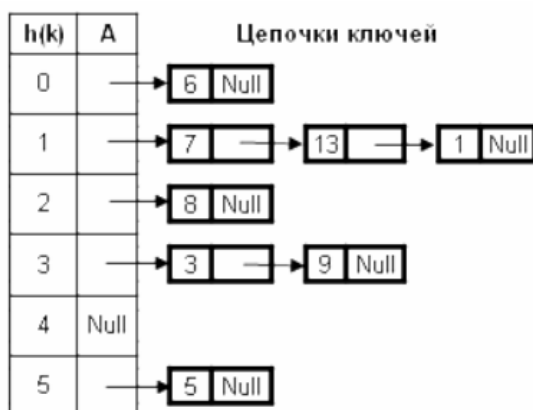 h(k) A Цепочки ключей
0 6 Null
1 7 13 1 Null
2 8 Null
3 3 9 Null
4 Null
5 5 Null